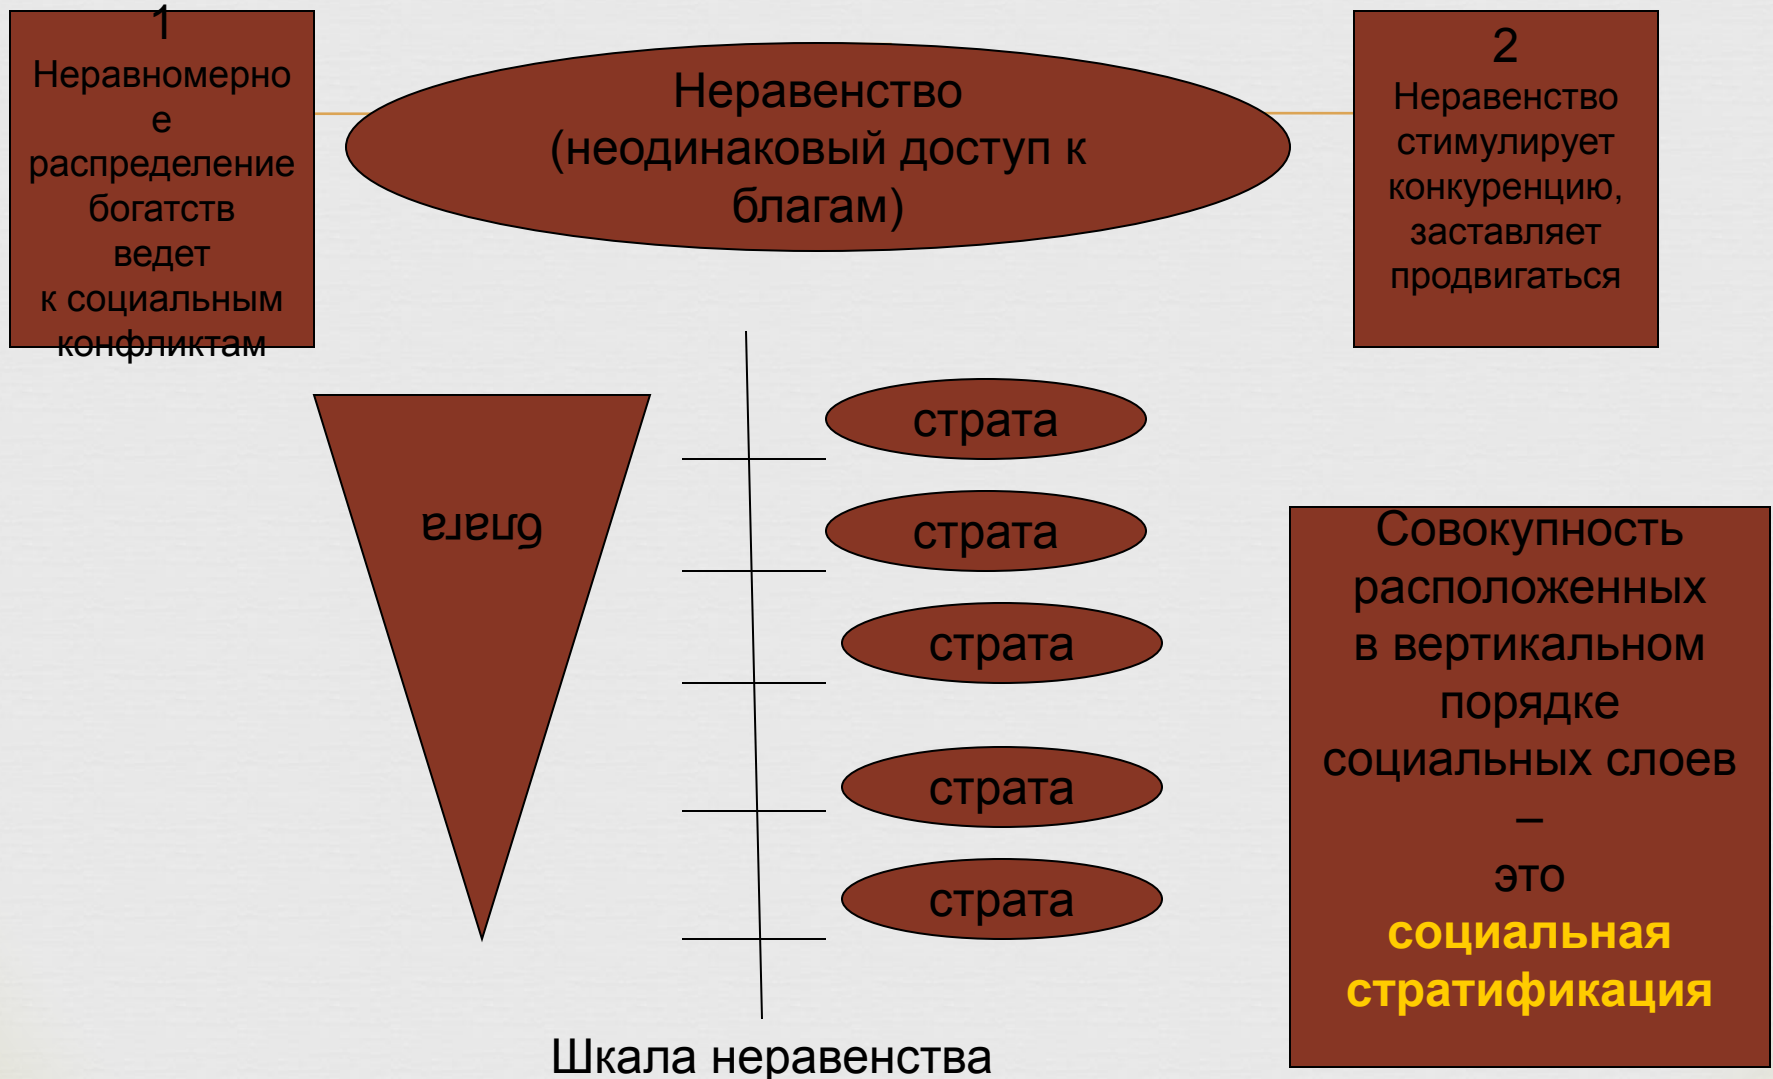 1
Неравномерно
е
распределение
богатств
ведет
к социальным
конфликтам
Неравенство
(неодинаковый доступ к
благам)
2
Неравенство
стимулирует
конкуренцию,
заставляет
продвигаться
блага
страта
страта
страта
страта
страта
Шкала неравенства
Совокупность
расположенных
в вертикальном
порядке
социальных слоев
–
это
социальная
стратификация